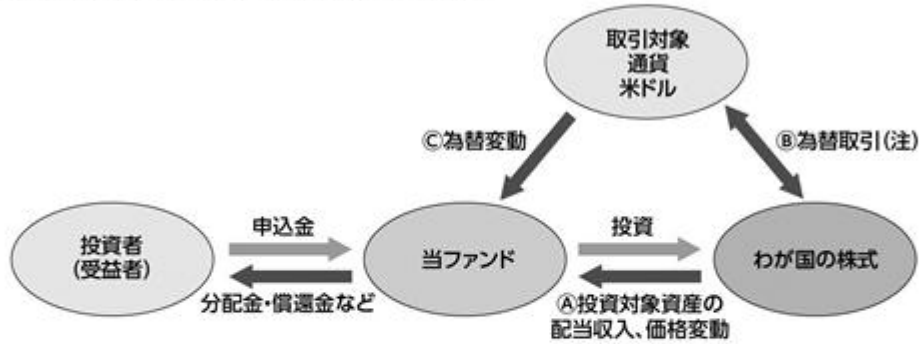 取引対象
通貨
米ドル
Ⓒ為替変動
Ⓑ為替取引(注)
申込金
投資
投資者
(受益者)
当ファンド
わが国の株式
分配金・償還金など
Ⓐ投資対象資産の
配当収入、価格変動